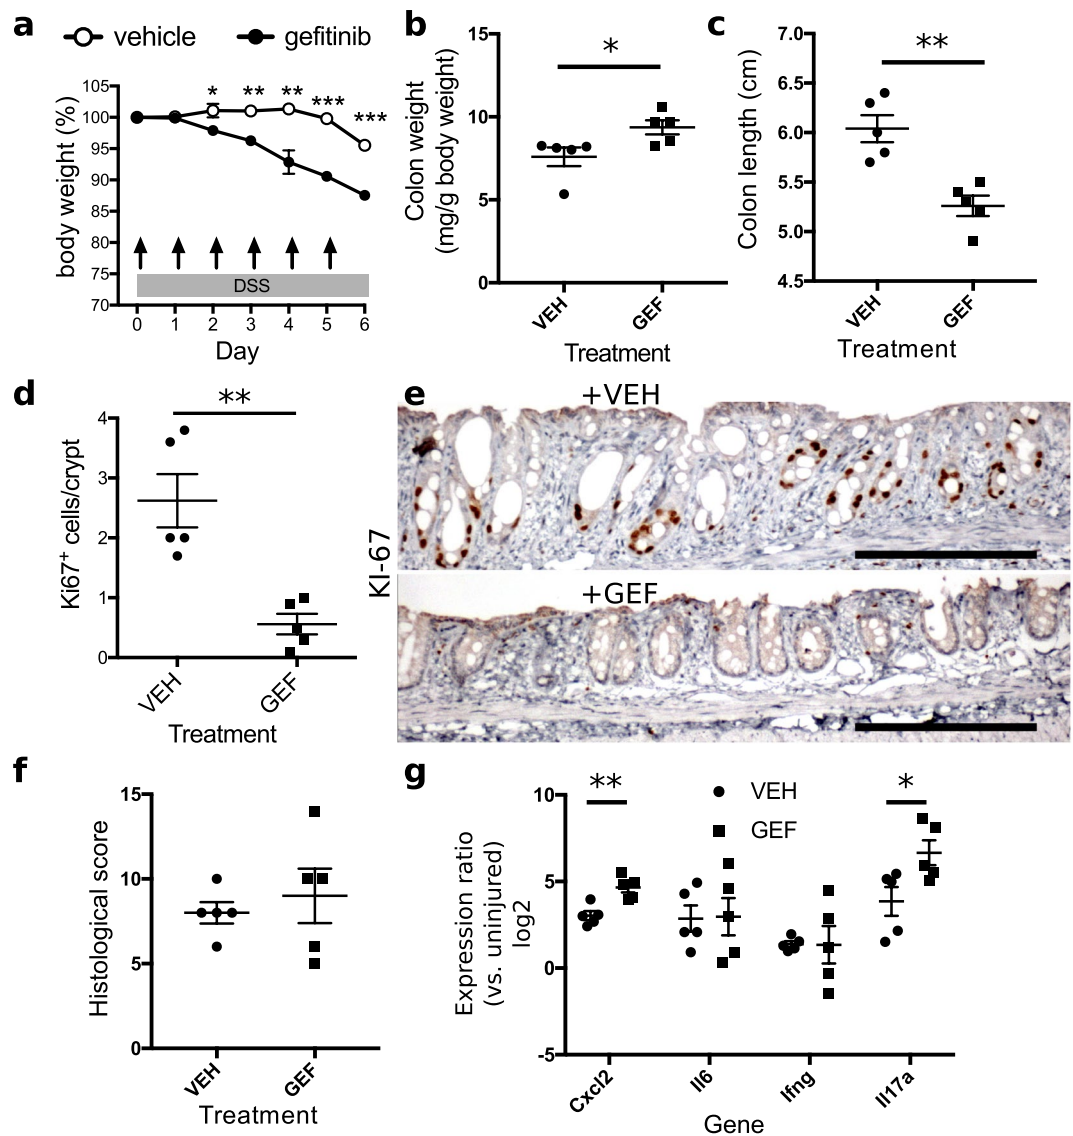 a
vehicle gefitinib
body weight (%)
105
100
95
90
85
80
75
70
* ** ** *** ***
DSS
0 1 2 3 4 5 6
Day
b
Colon weight
(mg/g body weight)
15
10
5
0
*
VEH GEF
Treatment
c
Colon length (cm)
7.0
6.5
6.0
5.5
5.0
4.5
**
VEH GEF
Treatment
d
Ki67+ cells/crypt
4
3
2
1
0
**
VEH GEF
Treatment
e
+VEH
KI-67
+GEF
f
Histological score
15
10
5
0
VEH GEF
Treatment
g
Expression ratio
(vs. uninjured)
log2
10
5
0
-5
** *
VEH
GEF
Cxcl2 Il6 Ifng Il17a
Gene